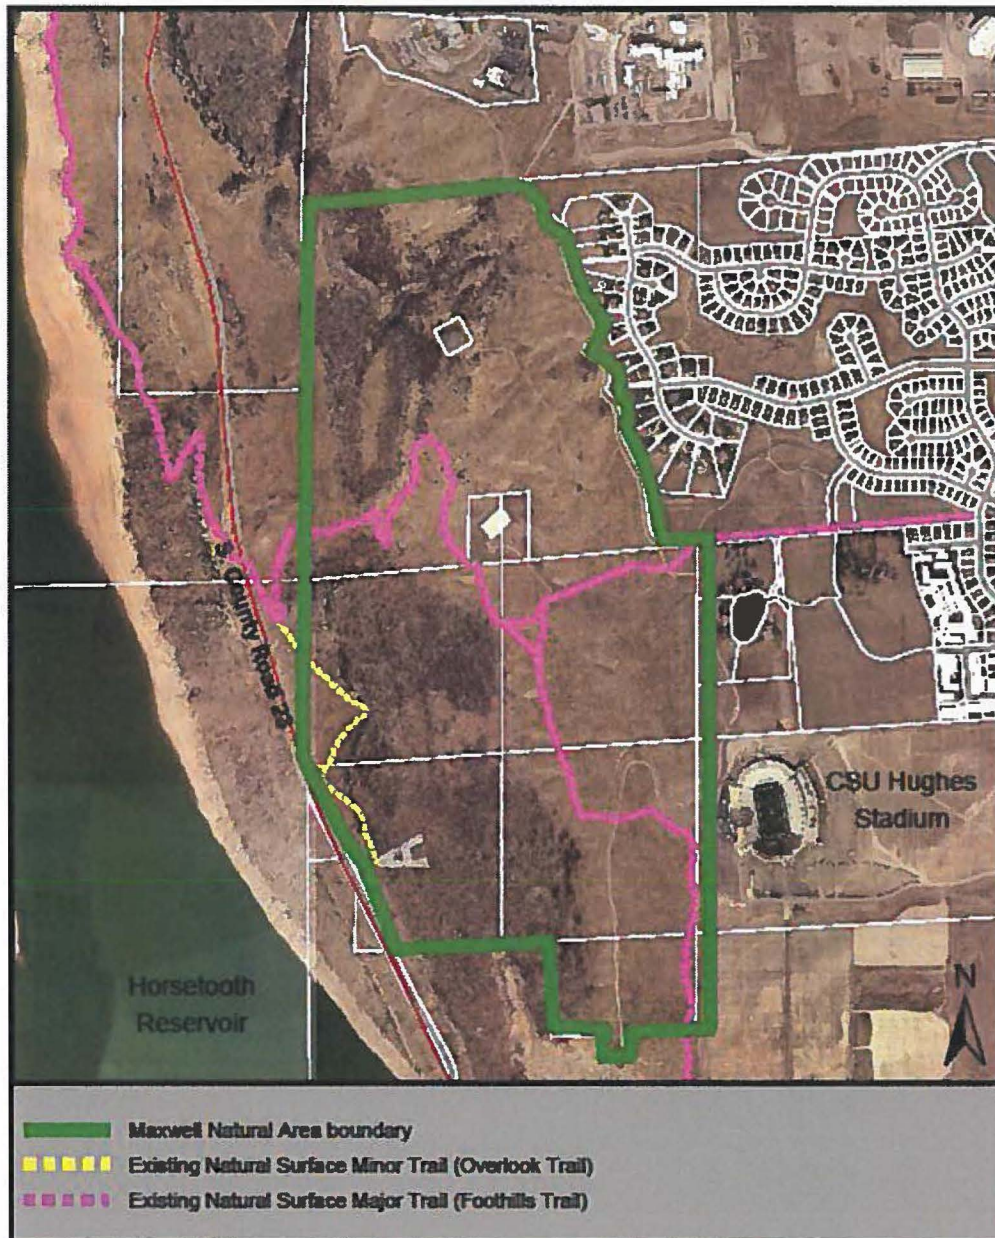 County Road 23
CSU Hughes
Stadium
Horsetooth
Reservoir
N
Maxwell Natural Area boundary
Existing Natural Surface Minor Trail (Overlook Trail)
Existing Natural Surface Major Trail (Foothills Trail)